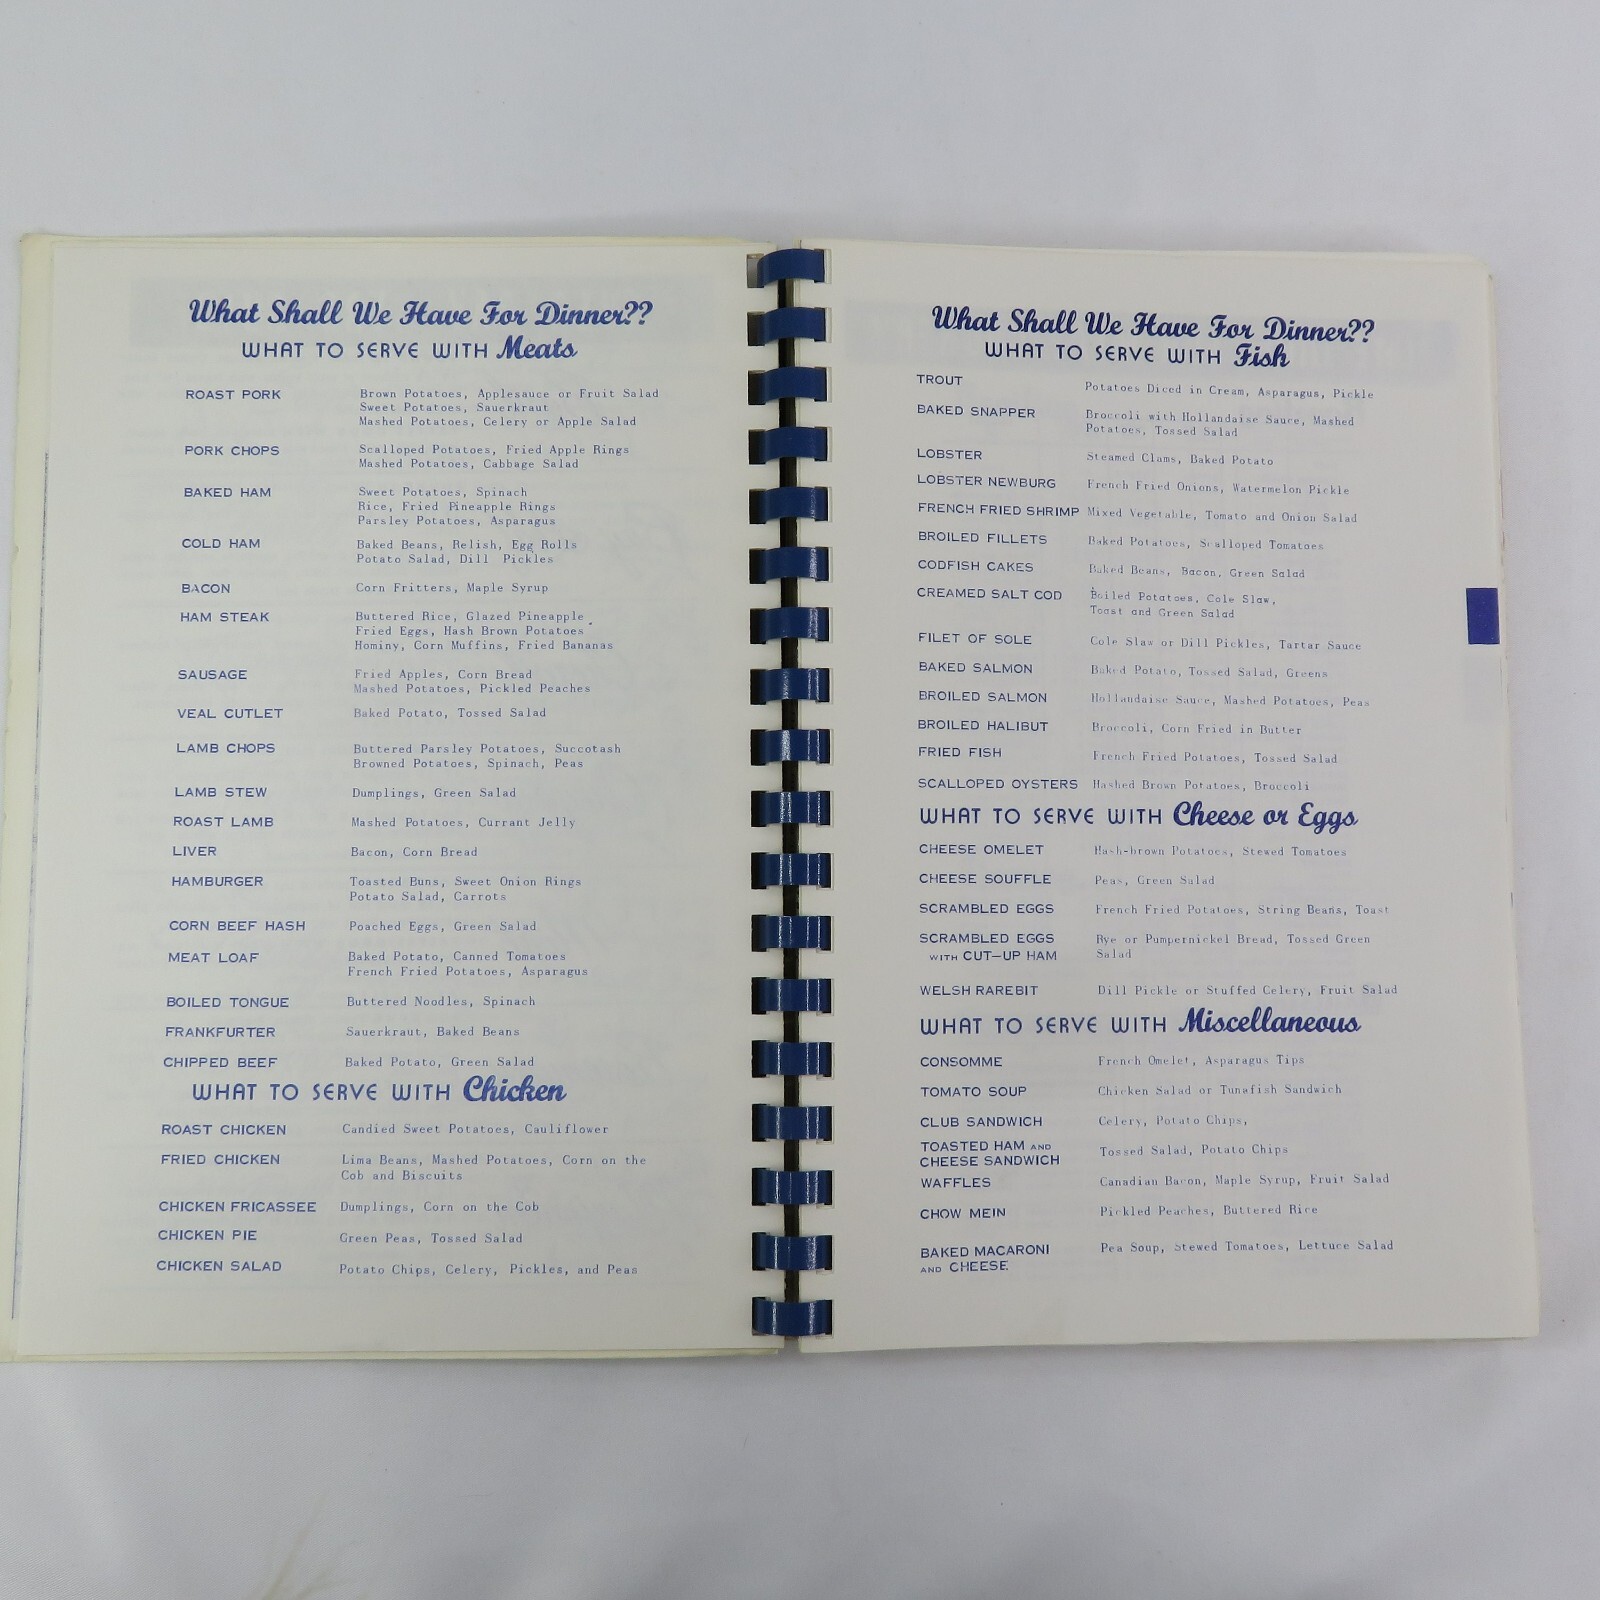 What Shall We Have For Dinner??
WHAT TO SERVE WITH Meats
ROAST PORK Brown Potatoes, Applesauce or Fruit Salad
Sweet Potatoes, Sauerkraut
Mashed Potatoes, Celery or Apple Salad
PORK CHOPS Scalloped Potatoes, Fried Apple Rings
Mashed Potatoes, Cabbage Salad
BAKED HAM Sweet Potatoes, Spinach
Rice, Fried Pineapple Rings
Parsley Potatoes, Asparagus
COLD HAM Baked Beans, Relish, Egg Rolls
Potato Salad, Dill Pickles
BACON Corn Fritters, Maple Syrup
HAM STEAK Buttered Rice, Glazed Pineapple
Fried Eggs, Hash Brown Potatoes
Hominy, Corn Muffins, Fried Bananas
SAUSAGE Fried Apples, Corn Bread
Mashed Potatoes, Pickled Peaches
VEAL CUTLET Baked Potato, Tossed Salad
LAMB CHOPS Buttered Parsley Potatoes, Succotash
Browned Potatoes, Spinach, Peas
LAMB STEW Dumplings, Green Salad
ROAST LAMB Mashed Potatoes, Currant Jelly
LIVER Bacon, Corn Bread
HAMBURGER Toasted Buns, Sweet Onion Rings
Potato Salad, Carrots
CORN BEEF HASH Poached Eggs, Green Salad
MEAT LOAF Baked Potato, Canned Tomatoes
French Fried Potatoes, Asparagus
BOILED TONGUE Buttered Noodles, Spinach
FRANKFURTER Sauerkraut, Baked Beans
CHIPPED BEEF Baked Potato, Green Salad
WHAT TO SERVE WITH Chicken
ROAST CHICKEN Candied Sweet Potatoes, Cauliflower
FRIED CHICKEN Lima Beans, Mashed Potatoes, Corn on the
Cob and Biscuits
CHICKEN FRICASSEE Dumplings, Corn on the Cob
CHICKEN PIE Green Peas, Tossed Salad
CHICKEN SALAD Potato Chips, Celery, Pickles, and Peas
What Shall We Have For Dinner??
WHAT TO SERVE WITH Fish
TROUT Potatoes Diced in Cream, Asparagus, Pickle
BAKED SNAPPER Broccoli with Hollandaise Sauce, Mashed
Potatoes, Tossed Salad
LOBSTER Steamed Clams, Baked Potato
LOBSTER NEWBURG French Fried Onions, Watermelon Pickle
FRENCH FRIED SHRIMP Mixed Vegetable, Tomato and Onion Salad
BROILED FILLETS Baked Potatoes, Scalloped Tomatoes
CODFISH CAKES Baked Beans, Bacon, Green Salad
CREAMED SALT COD Boiled Potatoes, Cole Slaw,
Toast and Green Salad
FILET OF SOLE Cole Slaw or Dill Pickles, Tartar Sauce
BAKED SALMON Baked Potato, Tossed Salad, Greens
BROILED SALMON Hollandaise Sauce, Mashed Potatoes, Peas
BROILED HALIBUT Broccoli, Corn Fried in Butter
FRIED FISH French Fried Potatoes, Tossed Salad
SCALLOPED OYSTERS Hashed Brown Potatoes, Broccoli
WHAT TO SERVE WITH Cheese or Eggs
CHEESE OMELET Hash-brown Potatoes, Stewed Tomatoes
CHEESE SOUFFLE Peas, Green Salad
SCRAMBLED EGGS French Fried Potatoes, String Beans, Toast
SCRAMBLED EGGS Rye or Pumpernickel Bread, Tossed Green
WITH CUT-UP HAM Salad
WELSH RAREBIT Dill Pickle or Stuffed Celery, Fruit Salad
WHAT TO SERVE WITH Miscellaneous
CONSOMME French Omelet, Asparagus Tips
TOMATO SOUP Chicken Salad or Tunafish Sandwich
CLUB SANDWICH Celery, Potato Chips,
TOASTED HAM AND Tossed Salad, Potato Chips
CHEESE SANDWICH
WAFFLES Canadian Bacon, Maple Syrup, Fruit Salad
CHOW MEIN Pickled Peaches, Buttered Rice
BAKED MACARONI Pea Soup, Stewed Tomatoes, Lettuce Salad
AND CHEESE